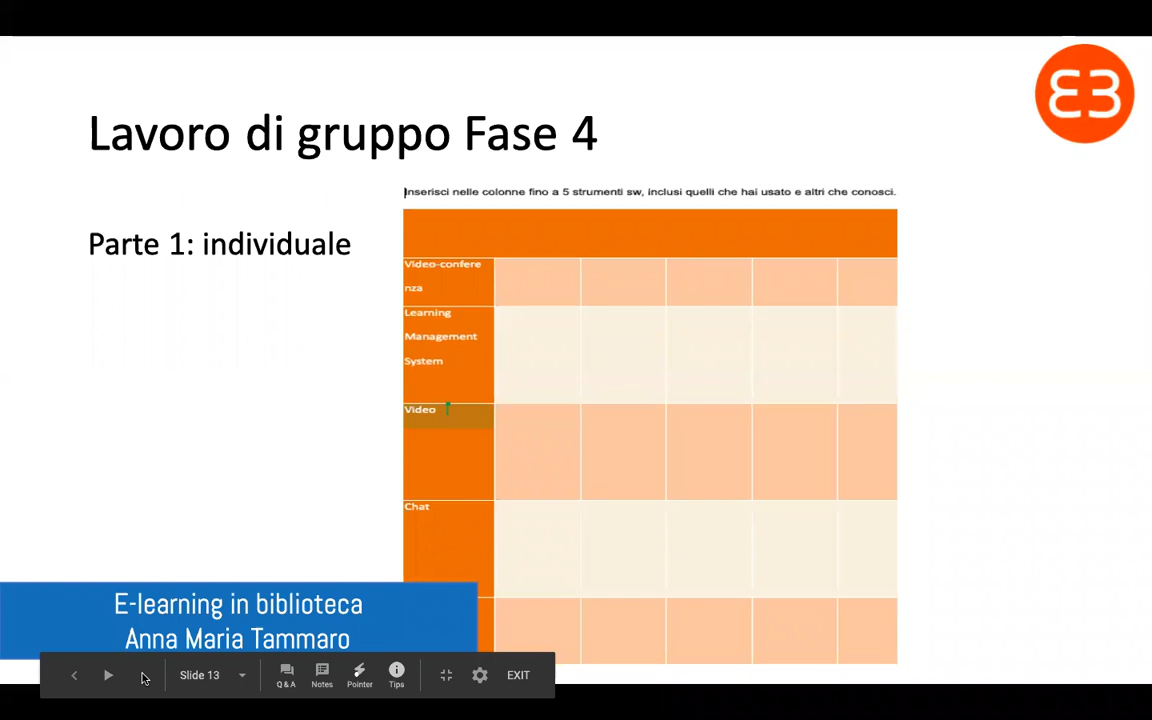 Lavoro di gruppo Fase 4
Inserisci nelle colonne fino a 5 strumenti sw, inclusi quelli che hai usato e altri che conosci.
Parte 1: individuale
Video-confere
nza
Learning
Management
System
Video
Chat
E-learning in biblioteca
Anna Maria Tammaro
Slide 13
Q & A
Notes
Pointer
Tips
EXIT